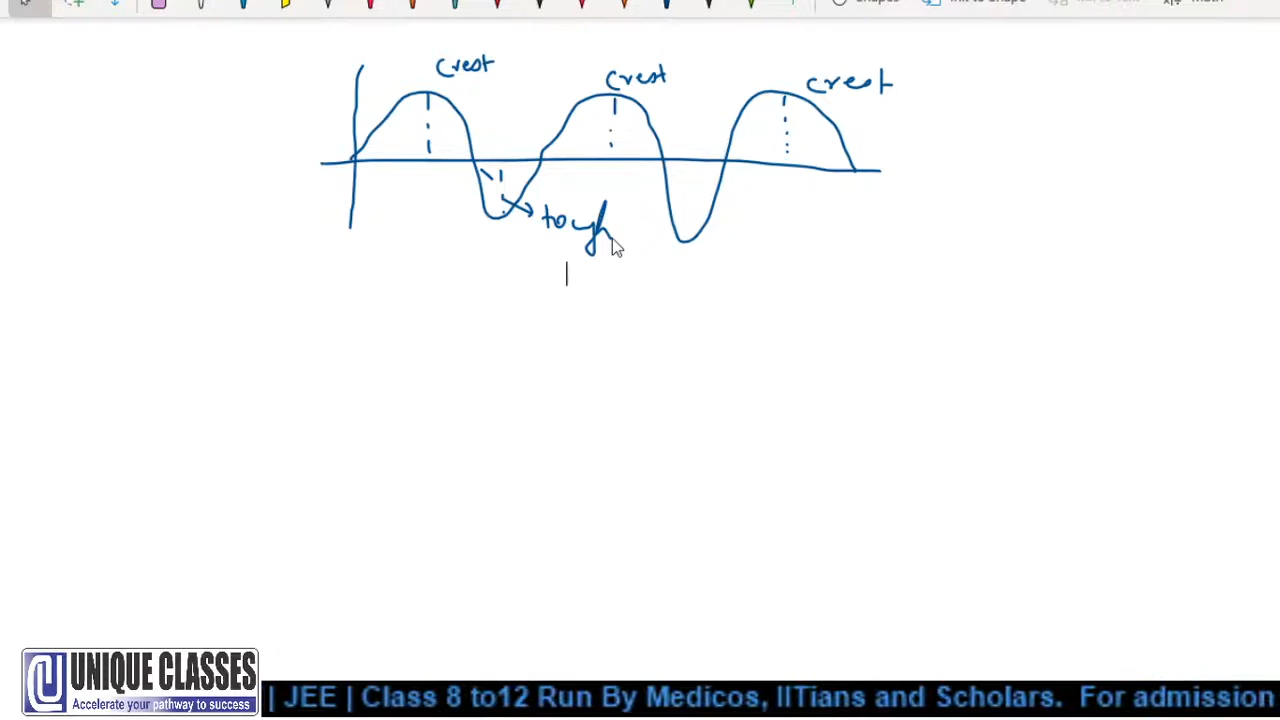 Crest
Crest
Crest
tough
UNIQUE CLASSES
Accelerate your pathway to success
| JEE | Class 8 to12 Run By Medicos, IITians and Scholars. For admission